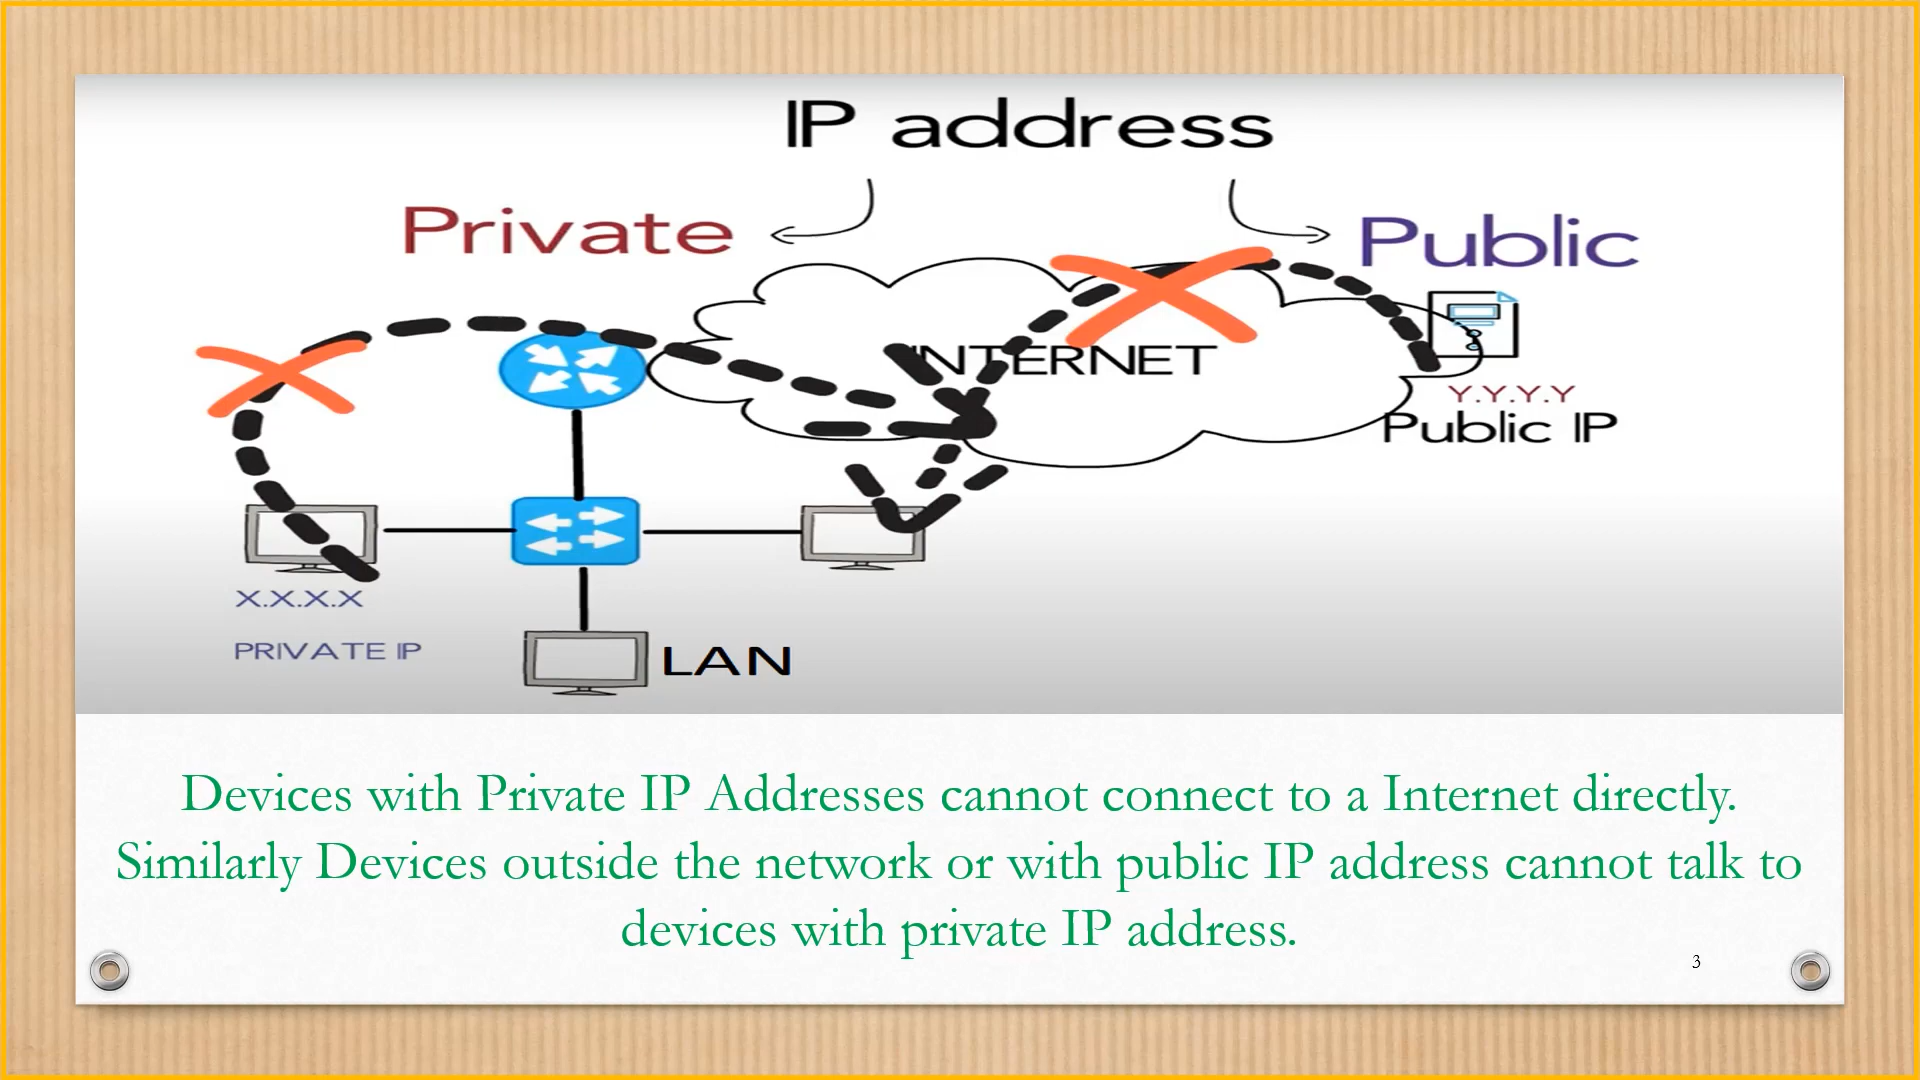 IP address
Private
Public
INTERNET
Y.Y.Y.Y
Public IP
X.X.X.X
PRIVATE IP
LAN
Devices with Private IP Addresses cannot connect to a Internet directly.
Similarly Devices outside the network or with public IP address cannot talk to
devices with private IP address.
3